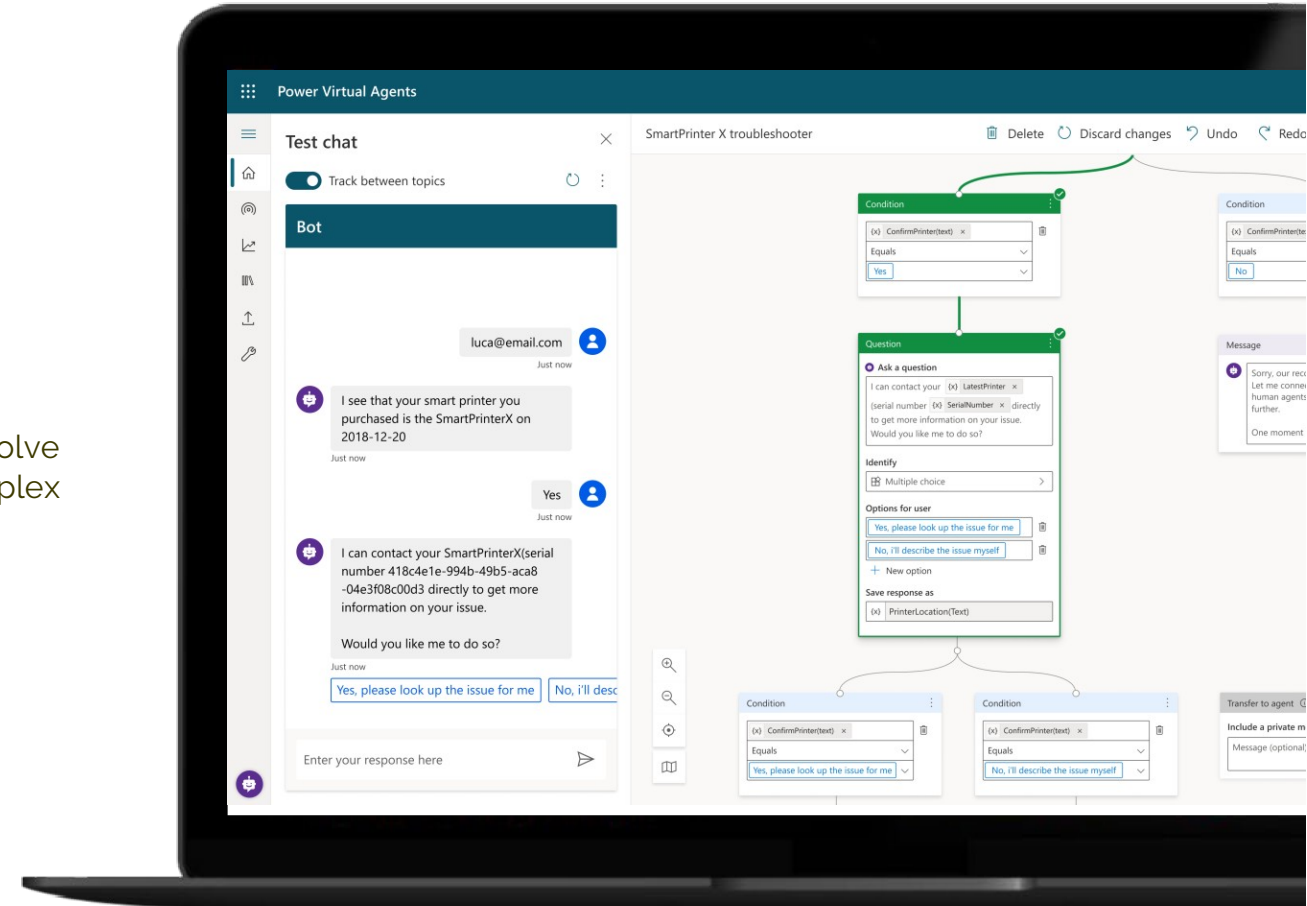 Power Virtual Agents
Test chat
Track between topics
Bot
luca@email.com
Just now
I see that your smart printer you
purchased is the SmartPrinterX on
2018-12-20
Just now
Yes
Just now
I can contact your SmartPrinterX(serial
number 418c4e1e-994b-49b5-aca8
-04e3f08c00d3 directly to get more
information on your issue.
Would you like me to do so?
Just now
Yes, please look up the issue for me
No, i'll desc
Enter your response here
SmartPrinter X troubleshooter
Delete
Discard changes
Undo
Redo
Condition
(x) ConfirmPrinter(text) ×
Equals
Yes
Question
Ask a question
I can contact your (x) LatestPrinter ×
(serial number (x) SerialNumber × directly
to get more information on your issue.
Would you like me to do so?
Identify
Multiple choice
Options for user
Yes, please look up the issue for me
No, i'll describe the issue myself
+ New option
Save response as
(x) PrinterLocation(Text)
Condition
(x) ConfirmPrinter(text) ×
Equals
Yes, please look up the issue for me
Condition
(x) ConfirmPrinter(text) ×
Equals
No, i'll describe the issue myself
Condition
(x) ConfirmPrinter(te
Equals
No
Message
Sorry, our reco
Let me connec
human agents
further.
One moment
Transfer to agent
Include a private m
Message (optional)
olve
plex